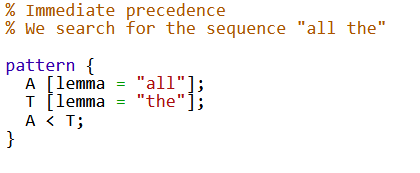 % Immediate precedence
% We search for the sequence "all the"
pattern {
A [lemma = "all"];
T [lemma = "the"];
A < T;
}